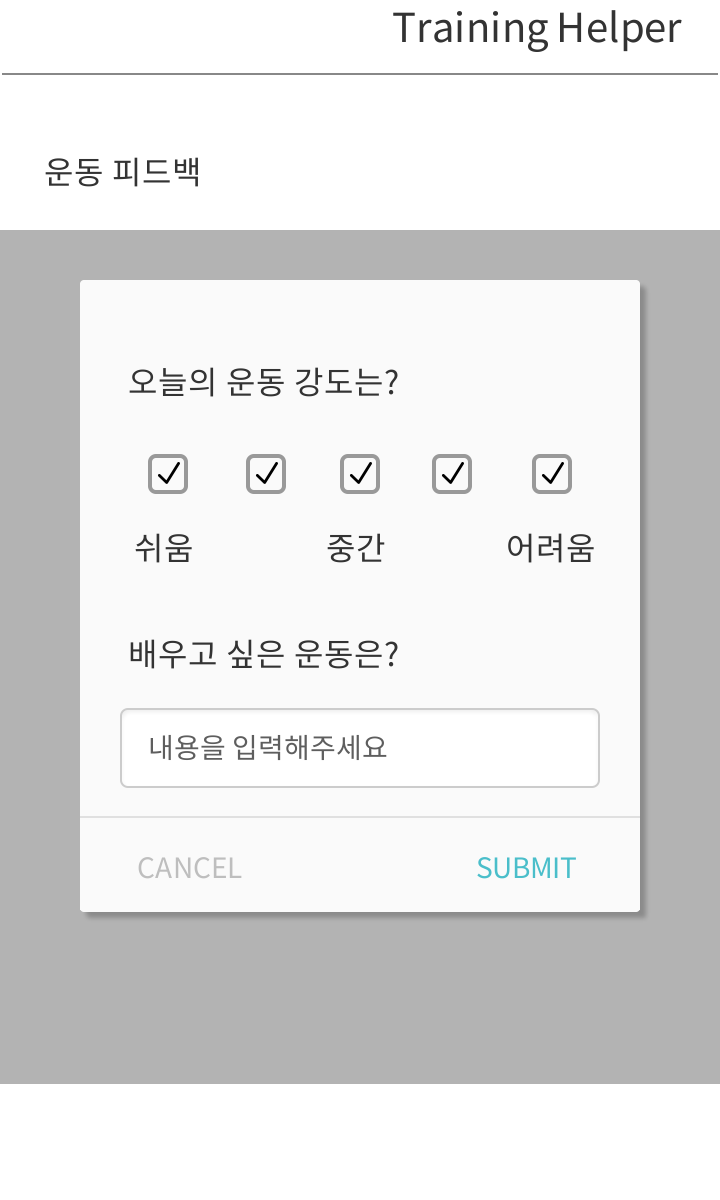 Training Helper
운동 피드백
오늘의 운동 강도는?
쉬움 중간 어려움
배우고 싶은 운동은?
내용을 입력해주세요
CANCEL SUBMIT